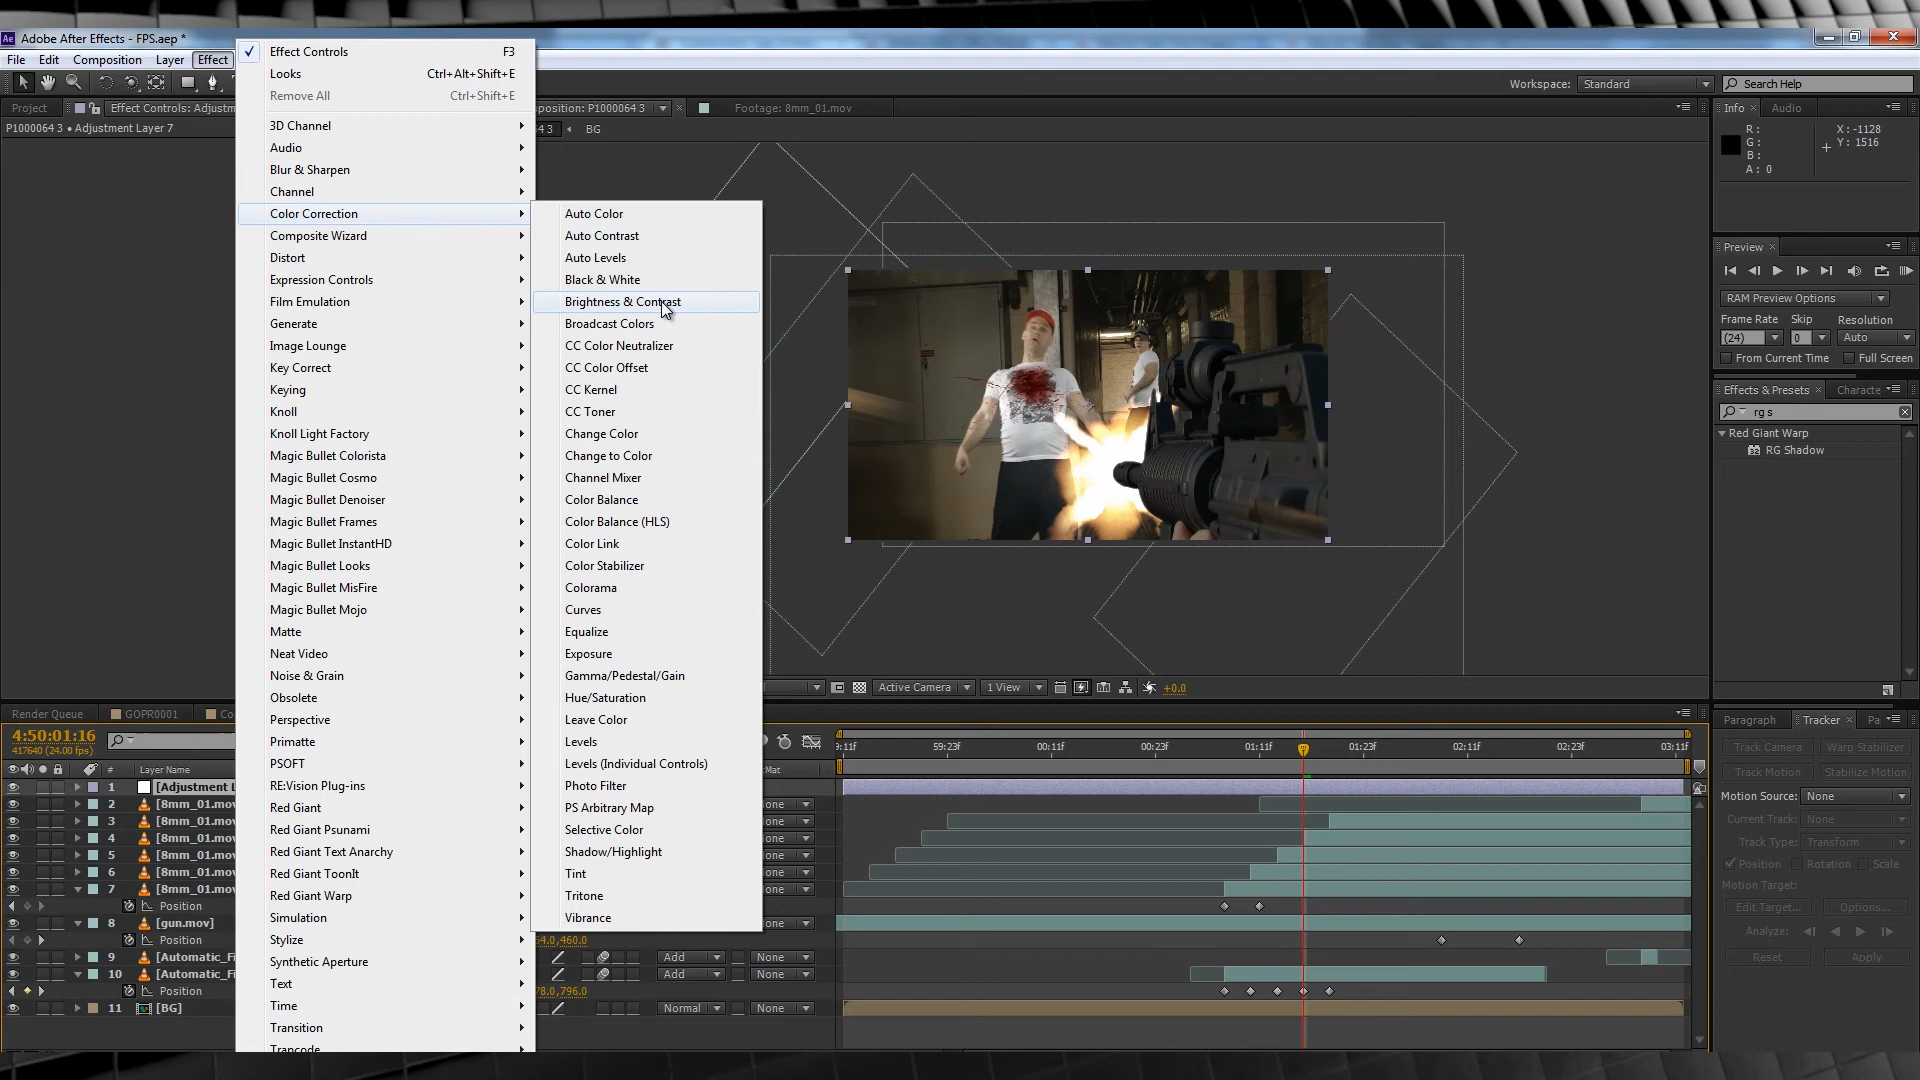 Adobe After Effects - FPS.aep *
File Edit Composition Layer Effect
Workspace: Standard Search Help
Project Effect Controls: Adjustm
P1000064 3 • Adjustment Layer 7
position: P1000064 3 Footage: 8mm_01.mov
4 3 BG
Effect Controls F3
Looks Ctrl+Alt+Shift+E
Remove All Ctrl+Shift+E
3D Channel
Audio
Blur & Sharpen
Channel
Color Correction
Composite Wizard
Distort
Expression Controls
Film Emulation
Generate
Image Lounge
Key Correct
Keying
Knoll
Knoll Light Factory
Magic Bullet Colorista
Magic Bullet Cosmo
Magic Bullet Denoiser
Magic Bullet Frames
Magic Bullet InstantHD
Magic Bullet Looks
Magic Bullet MisFire
Magic Bullet Mojo
Matte
Neat Video
Noise & Grain
Obsolete
Perspective
Primatte
PSOFT
RE:Vision Plug-ins
Red Giant
Red Giant Psunami
Red Giant Text Anarchy
Red Giant ToonIt
Red Giant Warp
Simulation
Stylize
Synthetic Aperture
Text
Time
Transition
Trapcode
Auto Color
Auto Contrast
Auto Levels
Black & White
Brightness & Contrast
Broadcast Colors
CC Color Neutralizer
CC Color Offset
CC Kernel
CC Toner
Change Color
Change to Color
Channel Mixer
Color Balance
Color Balance (HLS)
Color Link
Color Stabilizer
Colorama
Curves
Equalize
Exposure
Gamma/Pedestal/Gain
Hue/Saturation
Leave Color
Levels
Levels (Individual Controls)
Photo Filter
PS Arbitrary Map
Selective Color
Shadow/Highlight
Tint
Tritone
Vibrance
Info Audio
R: X: -1128
G: Y: 1516
B:
A: 0
Preview
RAM Preview Options
Frame Rate Skip Resolution
(24) 0 Auto
From Current Time Full Screen
Effects & Presets Characte
rg s
Red Giant Warp
RG Shadow
Active Camera 1 View +0.0
Render Queue GOPR0001 Co
4:50:01:16
417640 (24.00 fps)
# Layer Name .Mat
9:11f 59:23f 00:11f 00:23f 01:11f 01:23f 02:11f 02:23f 03:11f
1 [Adjustment L
2 [8mm_01.mov one
3 [8mm_01.mov one
4 [8mm_01.mov one
5 [8mm_01.mov one
6 [8mm_01.mov one
7 [8mm_01.mov one
Position
8 [gun.mov] one
Position 54.0,460.0
9 [Automatic_Fi Add None
10 [Automatic_Fi Add None
Position 78.0,796.0
11 [BG] Normal None
Paragraph Tracker Pa
Track Camera Warp Stabilizer
Track Motion Stabilize Motion
Motion Source: None
Current Track: None
Track Type: Transform
Position Rotation Scale
Motion Target:
Edit Target... Options...
Analyze:
Reset Apply